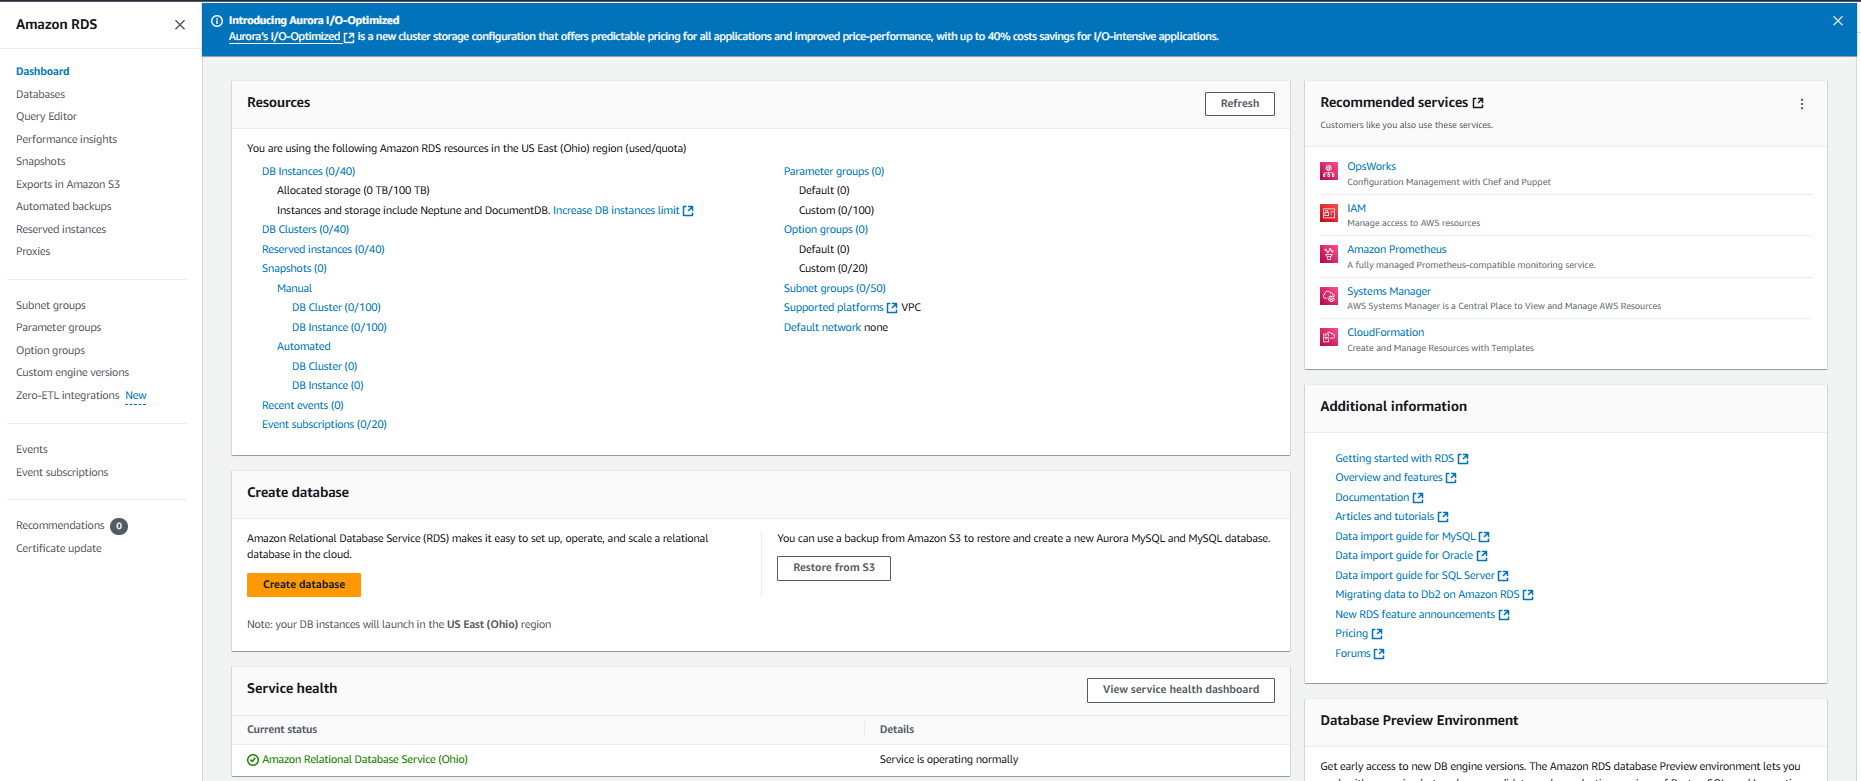 Amazon RDS
Dashboard
Databases
Query Editor
Performance insights
Snapshots
Exports in Amazon S3
Automated backups
Reserved instances
Proxies
Subnet groups
Parameter groups
Option groups
Custom engine versions
Zero-ETL integrations New
Events
Event subscriptions
Recommendations 0
Certificate update
Introducing Aurora I/O-Optimized
Aurora's I/O-Optimized is a new cluster storage configuration that offers predictable pricing for all applications and improved price-performance, with up to 40% costs savings for I/O-intensive applications.
Resources
Refresh
You are using the following Amazon RDS resources in the US East (Ohio) region (used/quota)
DB Instances (0/40)
Allocated storage (0 TB/100 TB)
Instances and storage include Neptune and DocumentDB. Increase DB instances limit
DB Clusters (0/40)
Reserved instances (0/40)
Snapshots (0)
Manual
DB Cluster (0/100)
DB Instance (0/100)
Automated
DB Cluster (0)
DB Instance (0)
Recent events (0)
Event subscriptions (0/20)
Parameter groups (0)
Default (0)
Custom (0/100)
Option groups (0)
Default (0)
Custom (0/20)
Subnet groups (0/50)
Supported platforms VPC
Default network none
Create database
Amazon Relational Database Service (RDS) makes it easy to set up, operate, and scale a relational
database in the cloud.
Create database
Note: your DB instances will launch in the US East (Ohio) region
You can use a backup from Amazon S3 to restore and create a new Aurora MySQL and MySQL database.
Restore from S3
Service health
View service health dashboard
Current status
Details
Amazon Relational Database Service (Ohio)
Service is operating normally
Recommended services
Customers like you also use these services.
OpsWorks
Configuration Management with Chef and Puppet
IAM
Manage access to AWS resources
Amazon Prometheus
A fully managed Prometheus-compatible monitoring service.
Systems Manager
AWS Systems Manager is a Central Place to View and Manage AWS Resources
CloudFormation
Create and Manage Resources with Templates
Additional information
Getting started with RDS
Overview and features
Documentation
Articles and tutorials
Data import guide for MySQL
Data import guide for Oracle
Data import guide for SQL Server
Migrating data to Db2 on Amazon RDS
New RDS feature announcements
Pricing
Forums
Database Preview Environment
Get early access to new DB engine versions. The Amazon RDS database Preview environment lets you